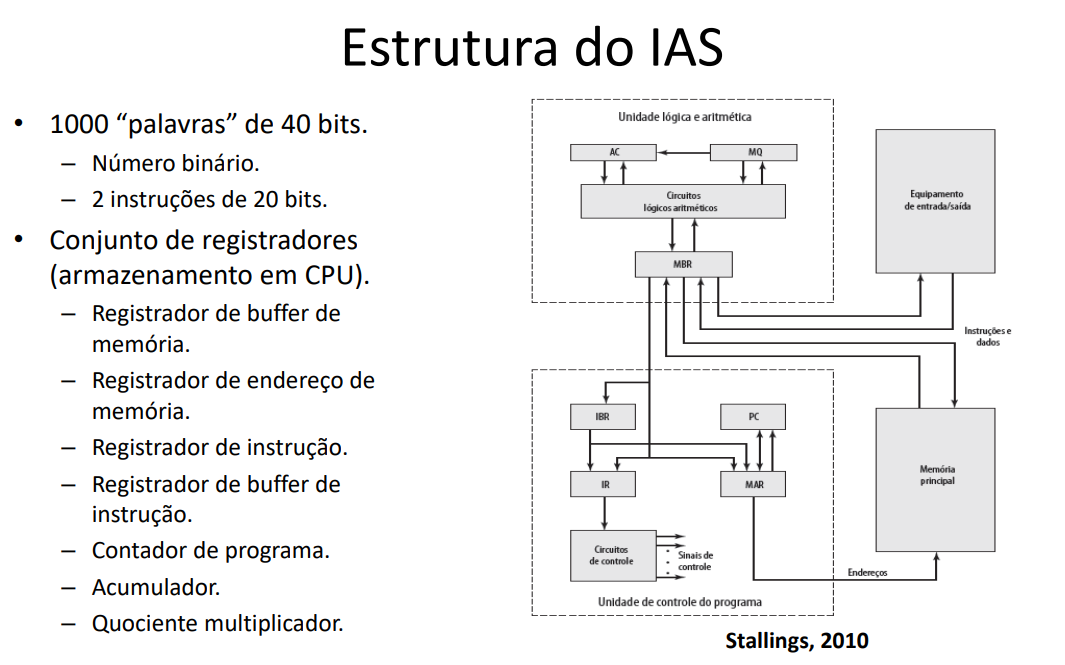 Estrutura do IAS
• 1000 “palavras” de 40 bits.
– Número binário.
– 2 instruções de 20 bits.
• Conjunto de registradores
(armazenamento em CPU).
– Registrador de buffer de
memória.
– Registrador de endereço de
memória.
– Registrador de instrução.
– Registrador de buffer de
instrução.
– Contador de programa.
– Acumulador.
– Quociente multiplicador.
Unidade lógica e aritmética
AC
MQ
Circuitos
lógicos aritméticos
MBR
Equipamento
de entrada/saída
Instruções e
dados
IBR
PC
IR
MAR
Memória
principal
Circuitos
de controle
Sinais de
controle
Endereços
Unidade de controle do programa
Stallings, 2010